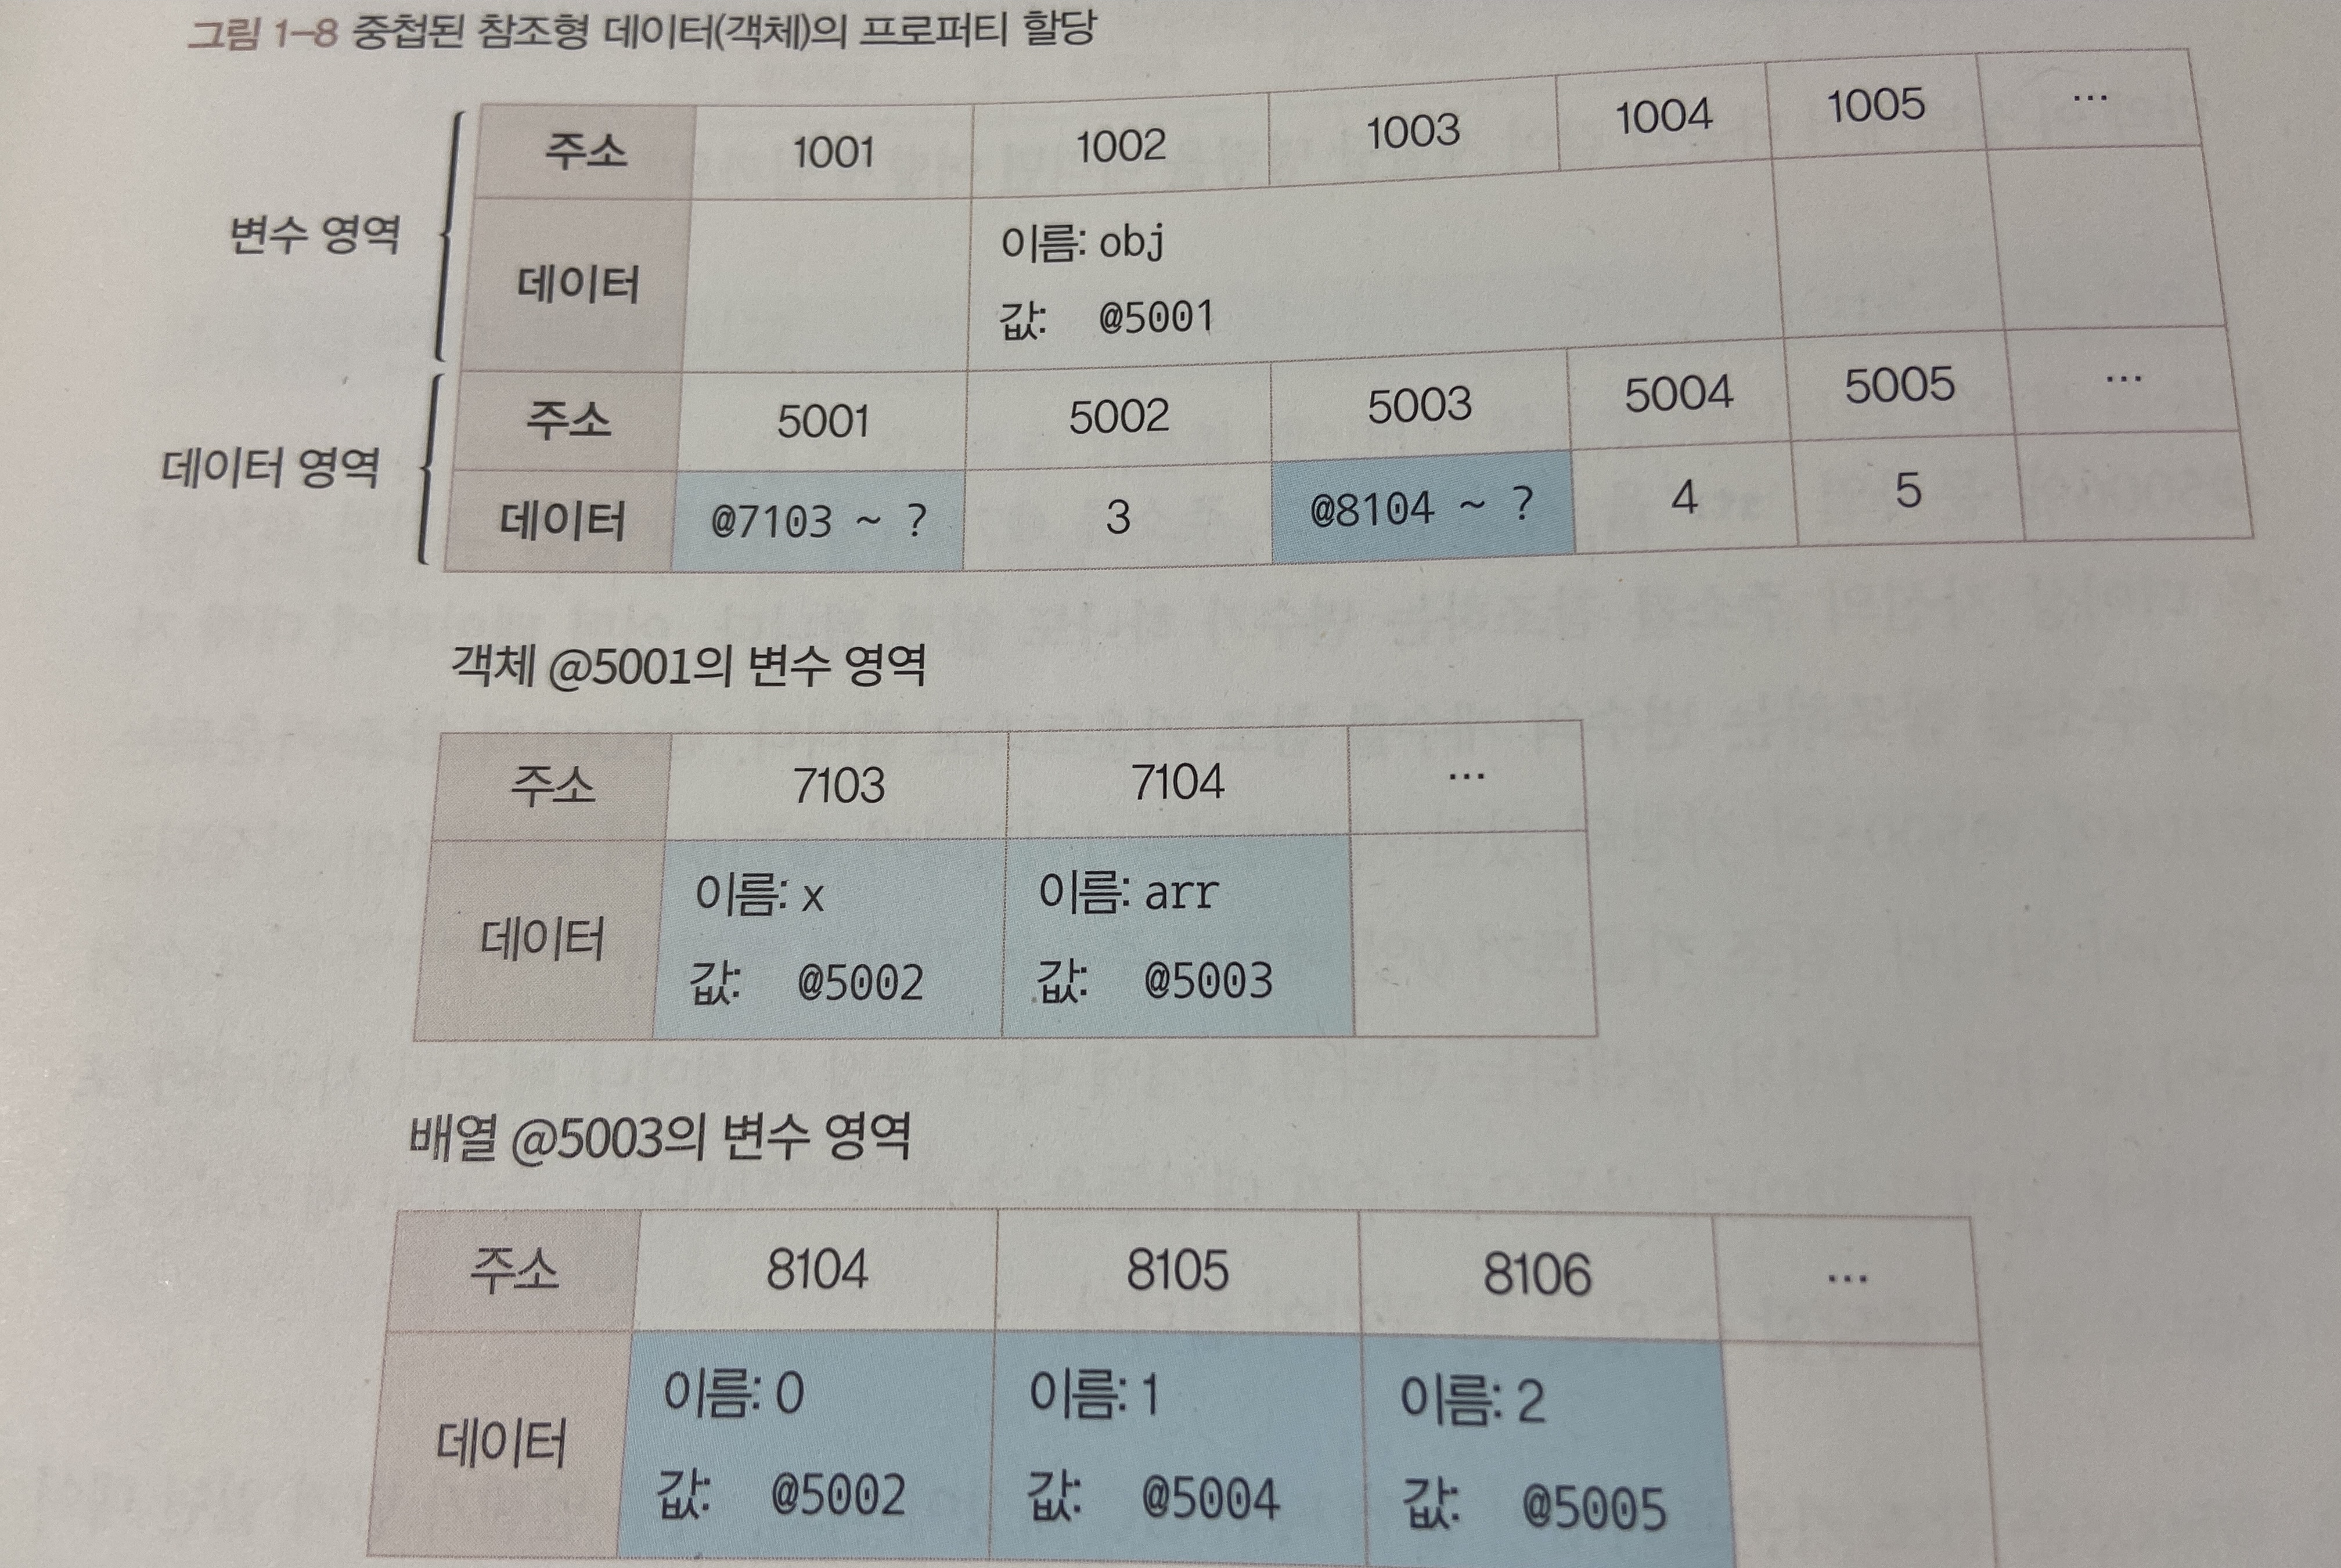 그림 1-8 중첩된 참조형 데이터(객체)의 프로퍼티 할당
변수 영역
주소 1001 1002 1003 1004 1005 ...
데이터
이름: obj
값: @5001
데이터 영역
주소 5001 5002 5003 5004 5005 ...
데이터 @7103 ~ ? 3 @8104 ~ ? 4 5
객체 @5001의 변수 영역
주소 7103 7104 ...
데이터
이름: x 이름: arr
값: @5002 값: @5003
배열 @5003의 변수 영역
주소 8104 8105 8106 ...
데이터
이름: 0 이름: 1 이름: 2
값: @5002 값: @5004 값: @5005